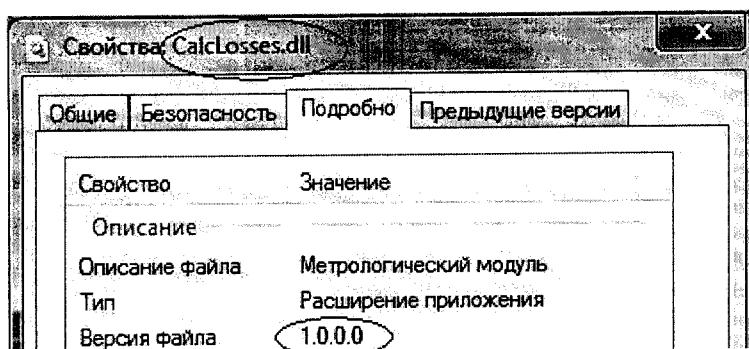 Свойства: CalcLosses.dll
Общие Безопасность Подробно Предыдущие версии
Свойство Значение
Описание
Описание файла Метрологический модуль
Тип Расширение приложения
Версия файла 1.0.0.0